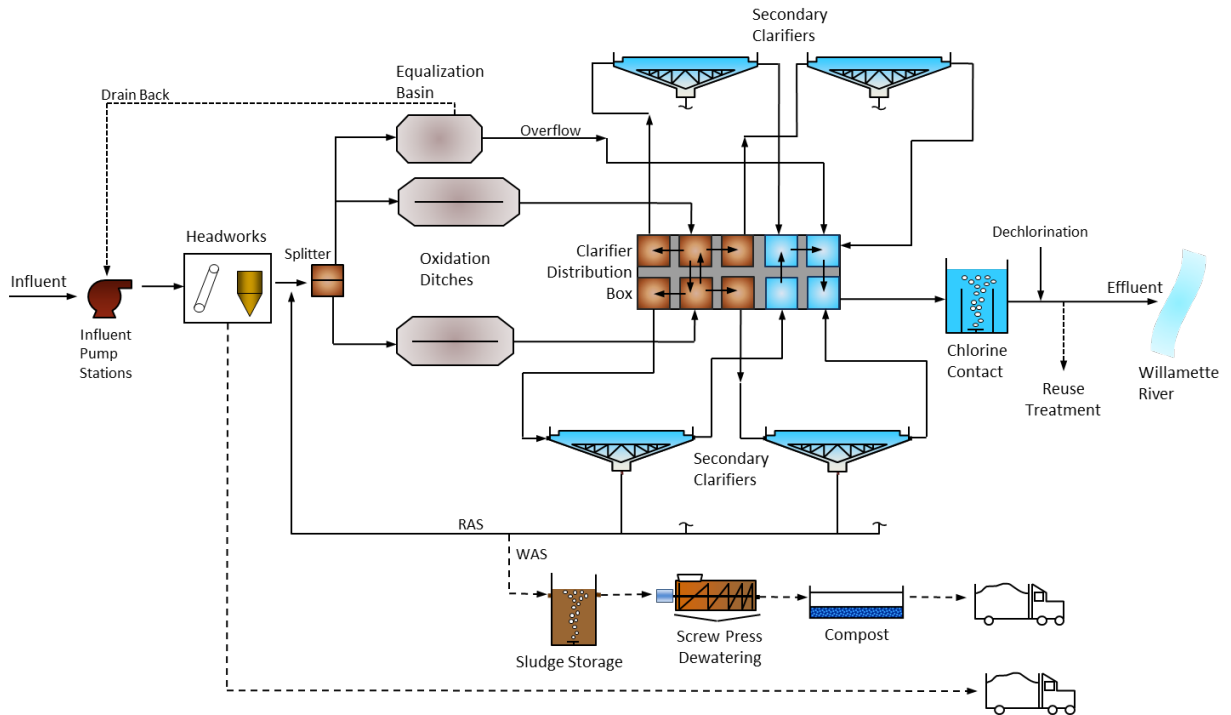 Secondary
Clarifiers
Equalization
Basin
Drain Back
Overflow
Headworks
Splitter
Clarifier
Distribution
Box
Dechlorination
Oxidation
Ditches
Influent
Effluent
Influent
Pump
Stations
Chlorine
Contact
Willamette
River
Reuse
Treatment
Secondary
Clarifiers
RAS
WAS
Screw Press
Dewatering
Compost
Sludge Storage